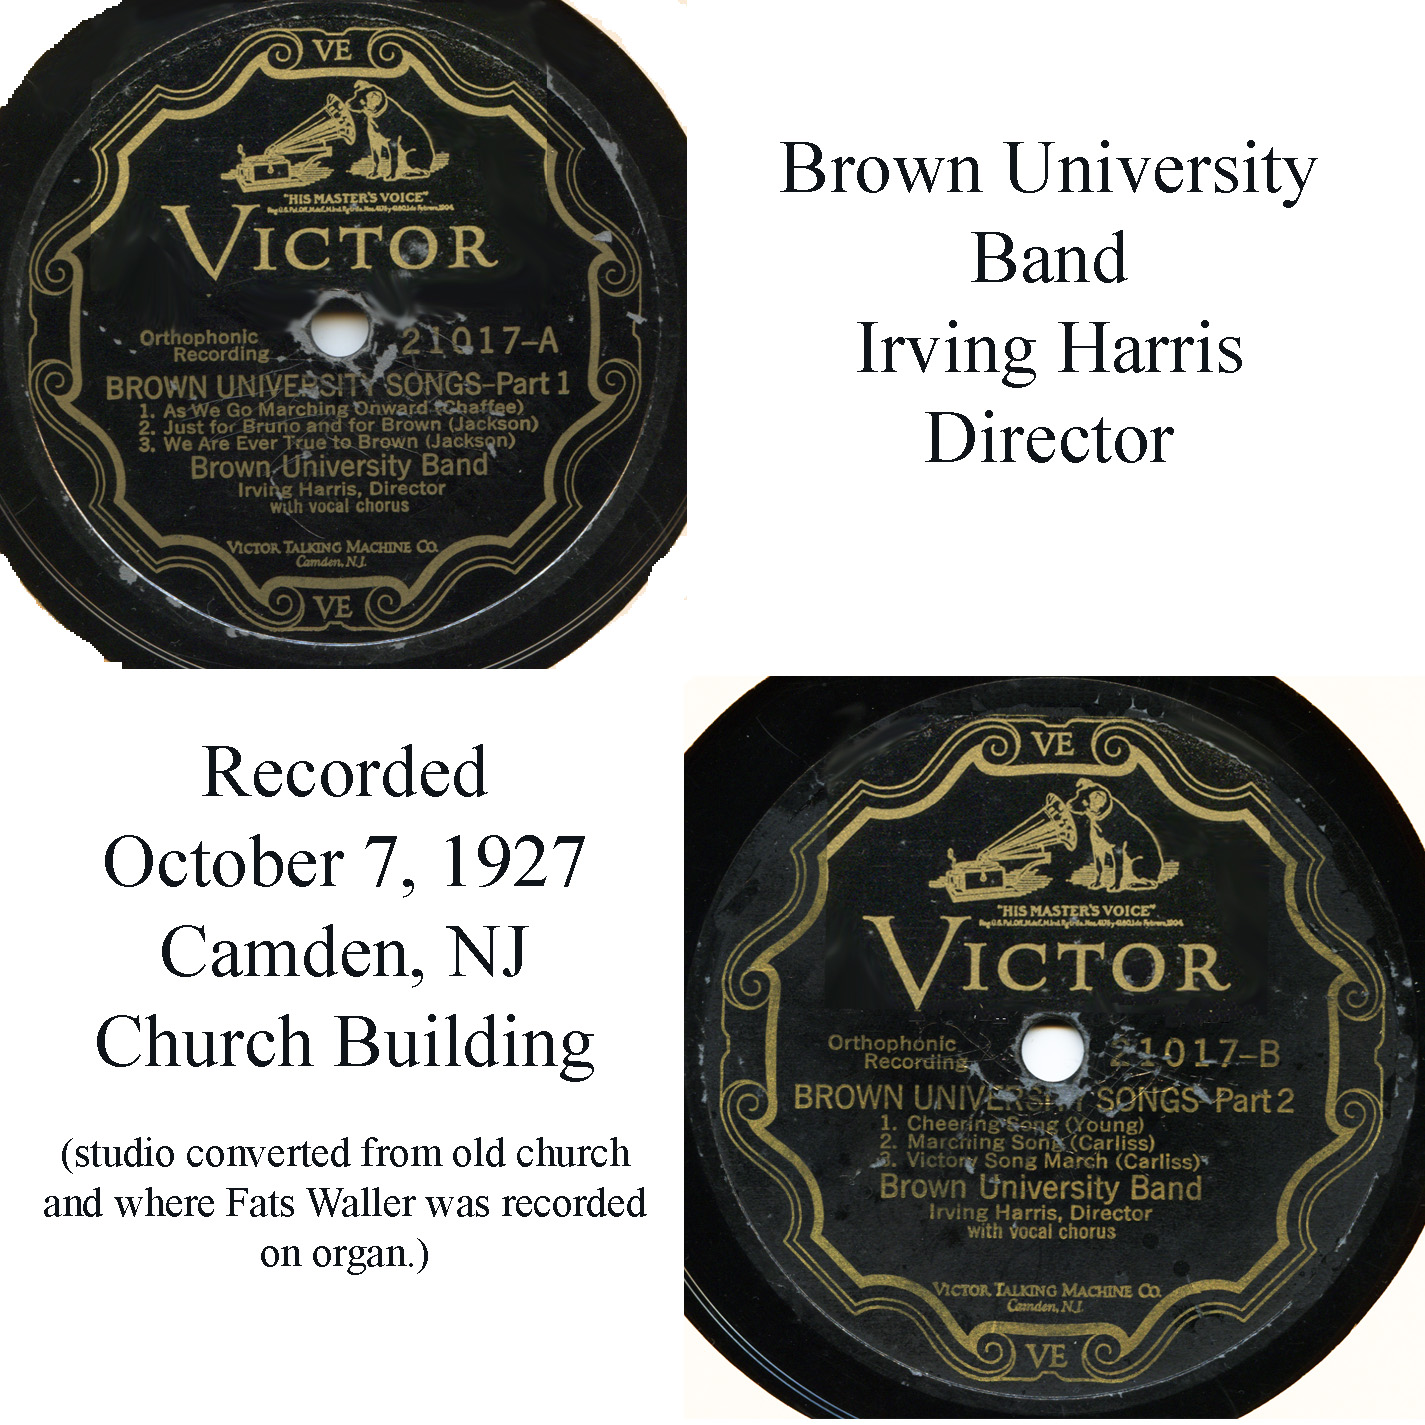 VE
"HIS MASTER'S VOICE"
VICTOR
Orthophonic
Recording
21017-A
BROWN UNIVERSITY SONGS-Part 1
1. As We Go Marching Onward (Chaffee)
2. Just for Bruno and for Brown (Jackson)
3. We Are Ever True to Brown (Jackson)
Brown University Band
Irving Harris, Director
with vocal chorus
VICTOR TALKING MACHINE CO.
Camden, N.J.
VE
Brown University
Band
Irving Harris
Director
Recorded
October 7, 1927
Camden, NJ
Church Building
(studio converted from old church
and where Fats Waller was recorded
on organ.)
VE
"HIS MASTER'S VOICE"
VICTOR
Orthophonic
Recording
21017-B
BROWN UNIVERSITY SONGS-Part 2
1. Cheering Song (Young)
2. Marching Song (Carliss)
3. Victory Song March (Carliss)
Brown University Band
Irving Harris, Director
with vocal chorus
VICTOR TALKING MACHINE CO.
Camden, N.J.
VE